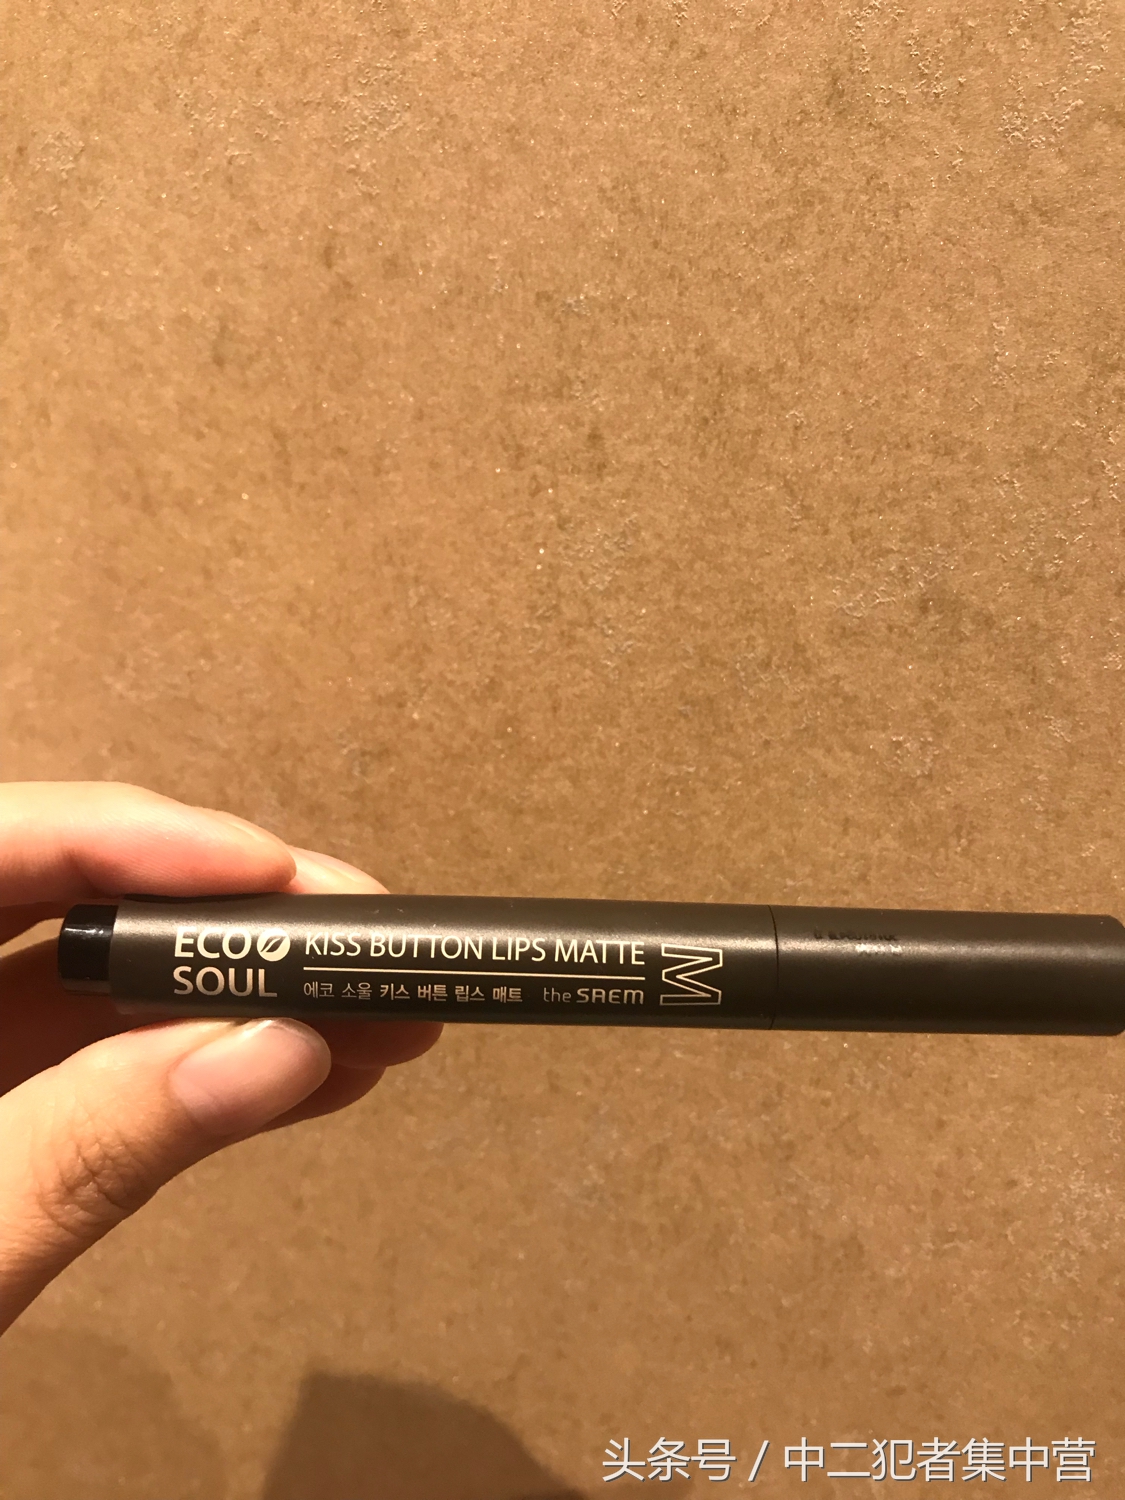 ECO
SOUL
KISS BUTTON LIPS MATTE
에코 소울 키스 버튼 립스 매트 the SAEM
M
头条号 / 中二犯者集中营